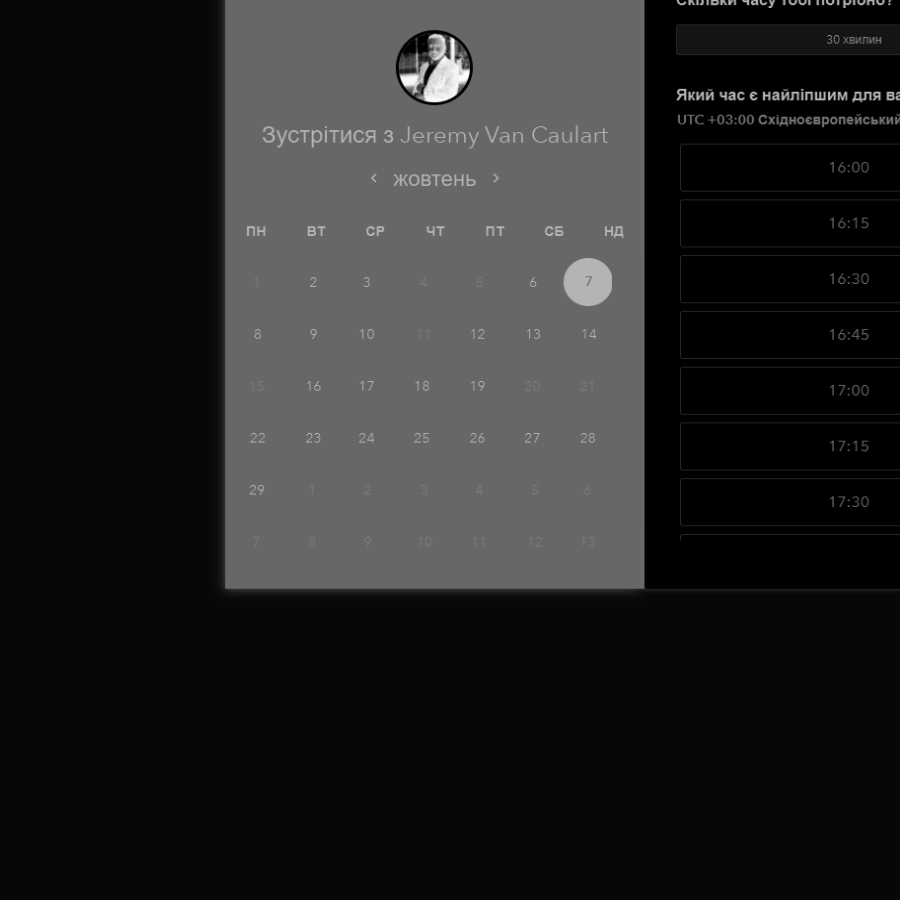 Зустрітися з Jeremy Van Caulart
жовтень
ПН ВТ СР ЧТ ПТ СБ НД
1 2 3 4 5 6 7
8 9 10 11 12 13 14
15 16 17 18 19 20 21
22 23 24 25 26 27 28
29 1 2 3 4 5 6
7 8 9 10 11 12 13
Скільки часу тобі потрібно?
30 хвилин
Який час є найліпшим для ва
UTC +03:00 Східноєвропейський
16:00
16:15
16:30
16:45
17:00
17:15
17:30